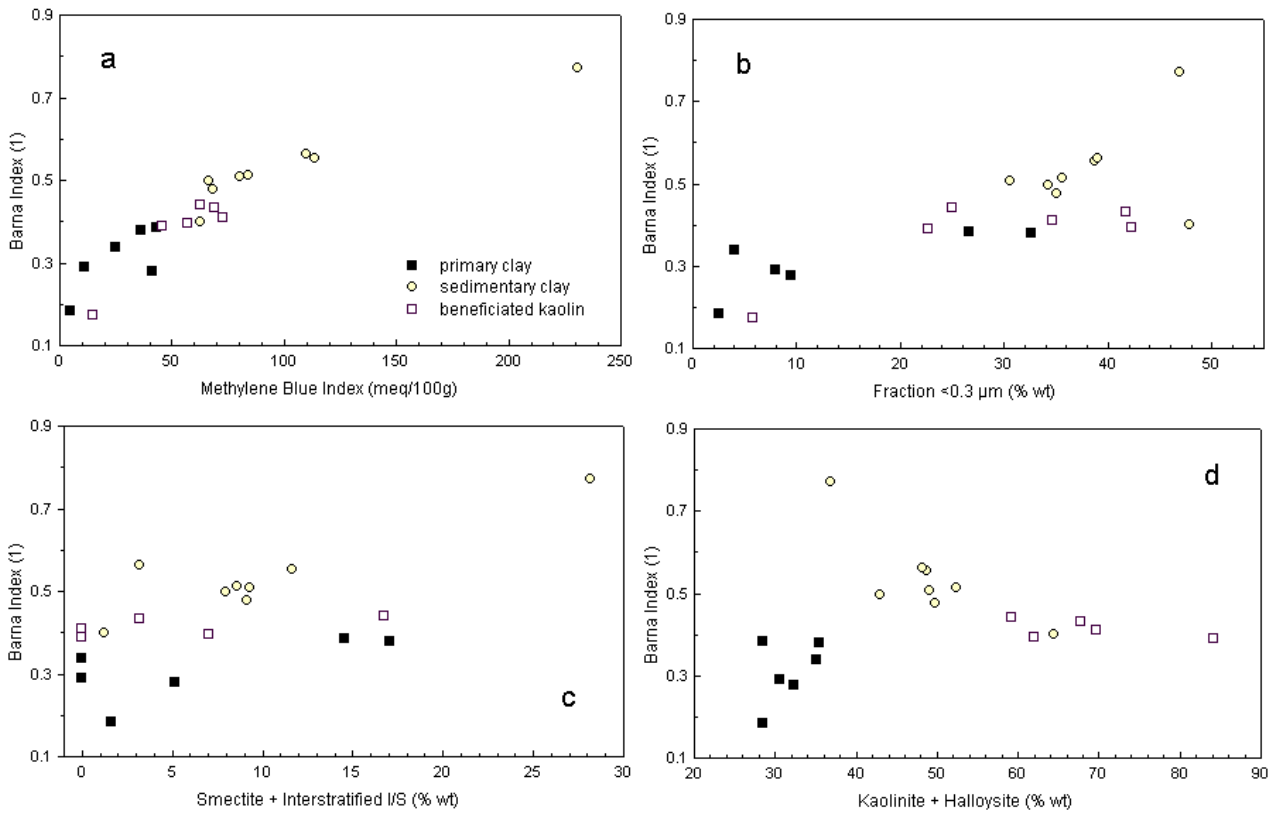 0.9
0.7
0.5
0.3
0.1
Barna Index (1)
a
primary clay
sedimentary clay
beneficiated kaolin
0 50 100 150 200 250
Methylene Blue Index (meq/100g)
0.9
0.7
0.5
0.3
0.1
Barna Index (1)
b
0 10 20 30 40 50
Fraction <0.3 µm (% wt)
0.9
0.7
0.5
0.3
0.1
Barna Index (1)
c
0 5 10 15 20 25 30
Smectite + Interstratified I/S (% wt)
0.9
0.7
0.5
0.3
0.1
Barna Index (1)
d
20 30 40 50 60 70 80 90
Kaolinite + Halloysite (% wt)